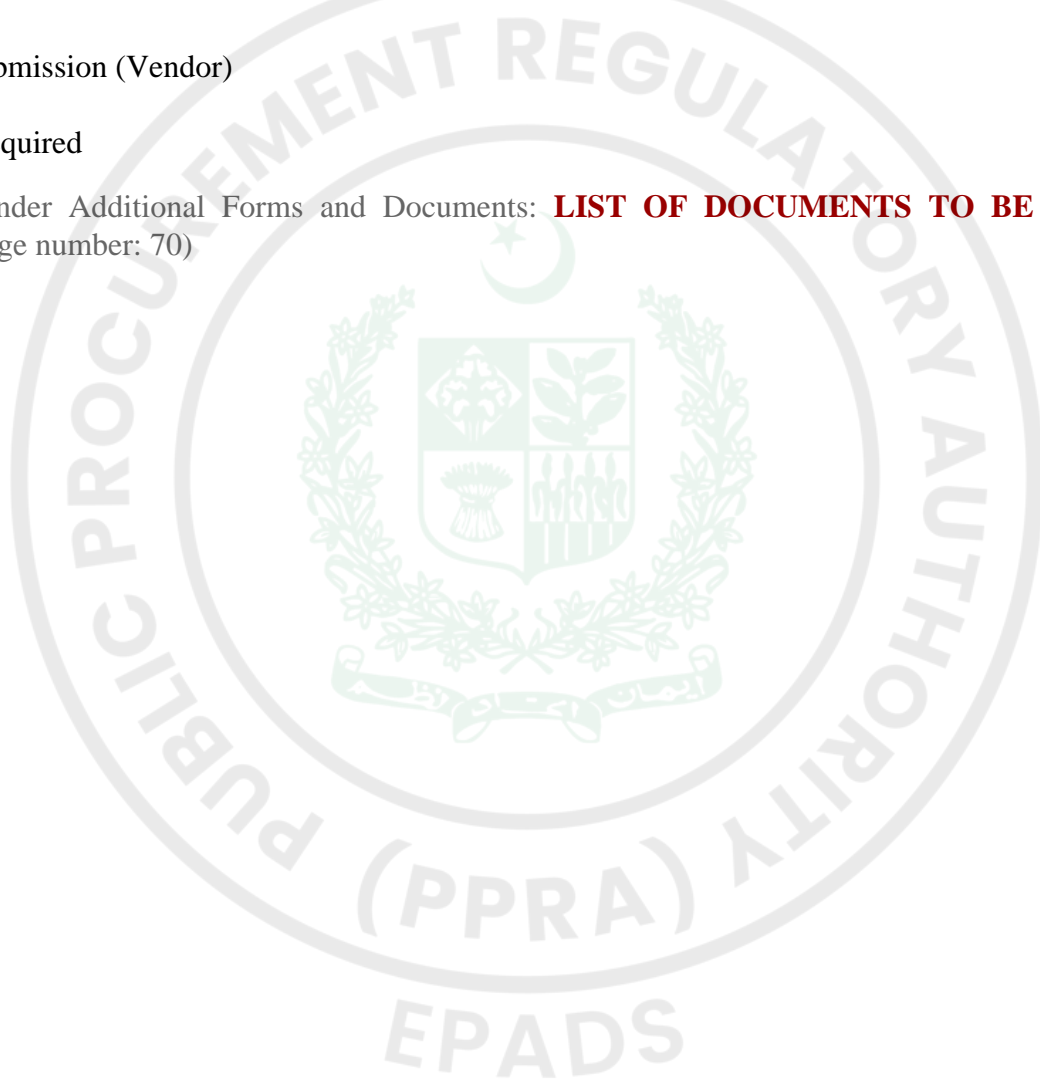 bmission (Vendor)
quired
nder Additional Forms and Documents: LIST OF DOCUMENTS TO BE
ge number: 70)
PUBLIC PROCUREMENT REGULATORY AUTHORITY
(PPRA)
EPADS